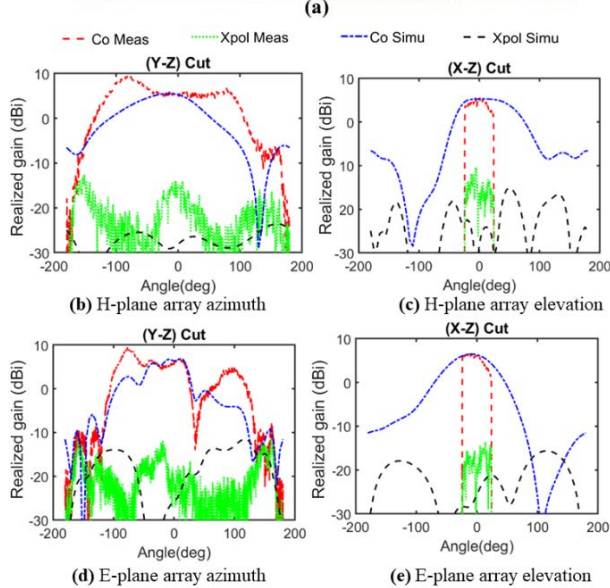 (a)
Co Meas Xpol Meas Co Simu Xpol Simu
(Y-Z) Cut
Realized gain (dBi)
10
0
-10
-20
-30
-200 -100 0 100 200
Angle(deg)
(b) H-plane array azimuth
(X-Z) Cut
Realized gain (dBi)
10
0
-10
-20
-30
-200 0 200
Angle(deg)
(c) H-plane array elevation
(Y-Z) Cut
Realized gain (dBi)
10
0
-10
-20
-30
-200 -100 0 100 200
Angle(deg)
(d) E-plane array azimuth
(X-Z) Cut
Realized gain (dBi)
10
0
-10
-20
-30
-200 0 200
Angle(deg)
(e) E-plane array elevation